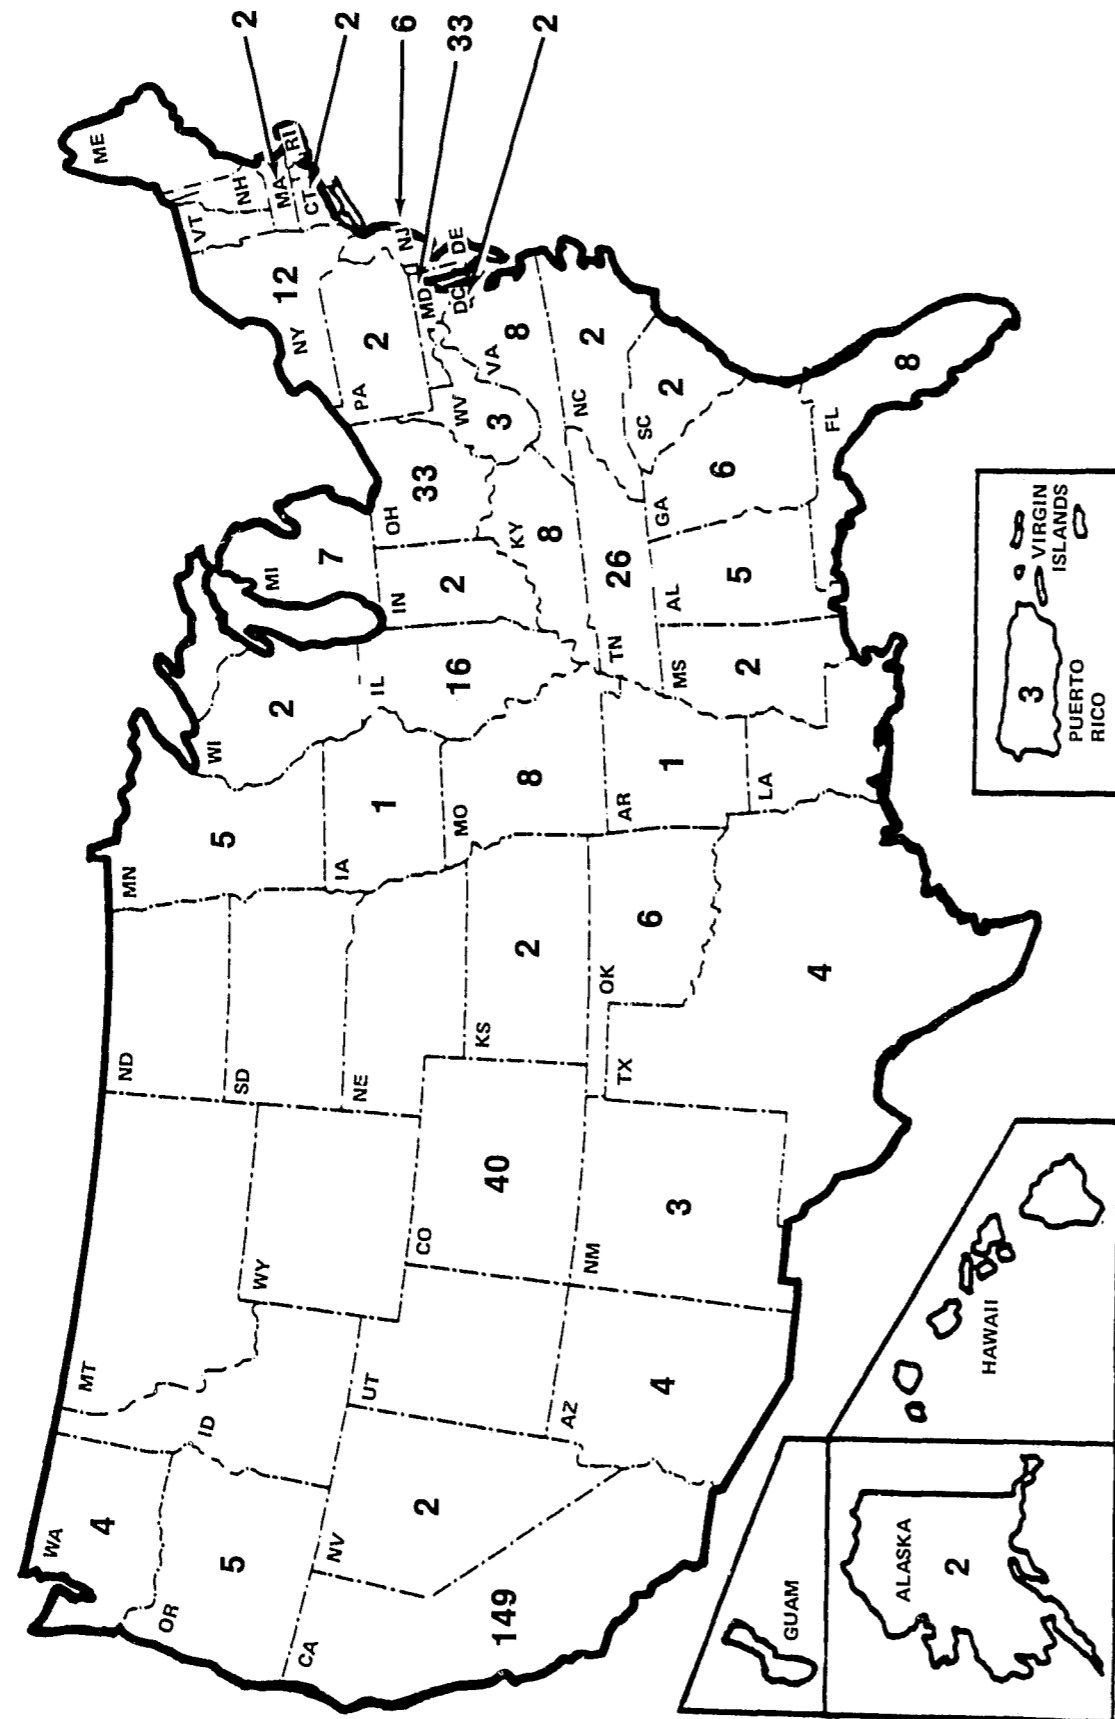 WA
4
MT
ND
MN
5
OR
5
ID
WY
SD
WI
2
MI
7
NY
12
VT
NH
ME
MA
2
RI
CT
2
CA
149
NV
2
UT
CO
40
NE
IA
1
IL
16
IN
2
OH
33
PA
2
NJ
6
MD
33
DE
DC
2
KS
2
MO
8
KY
8
WV
3
VA
8
AZ
4
NM
3
OK
6
AR
1
TN
26
NC
2
TX
4
LA
MS
2
AL
5
GA
6
SC
2
FL
8
GUAM
ALASKA
2
HAWAII
3
PUERTO
RICO
VIRGIN
ISLANDS